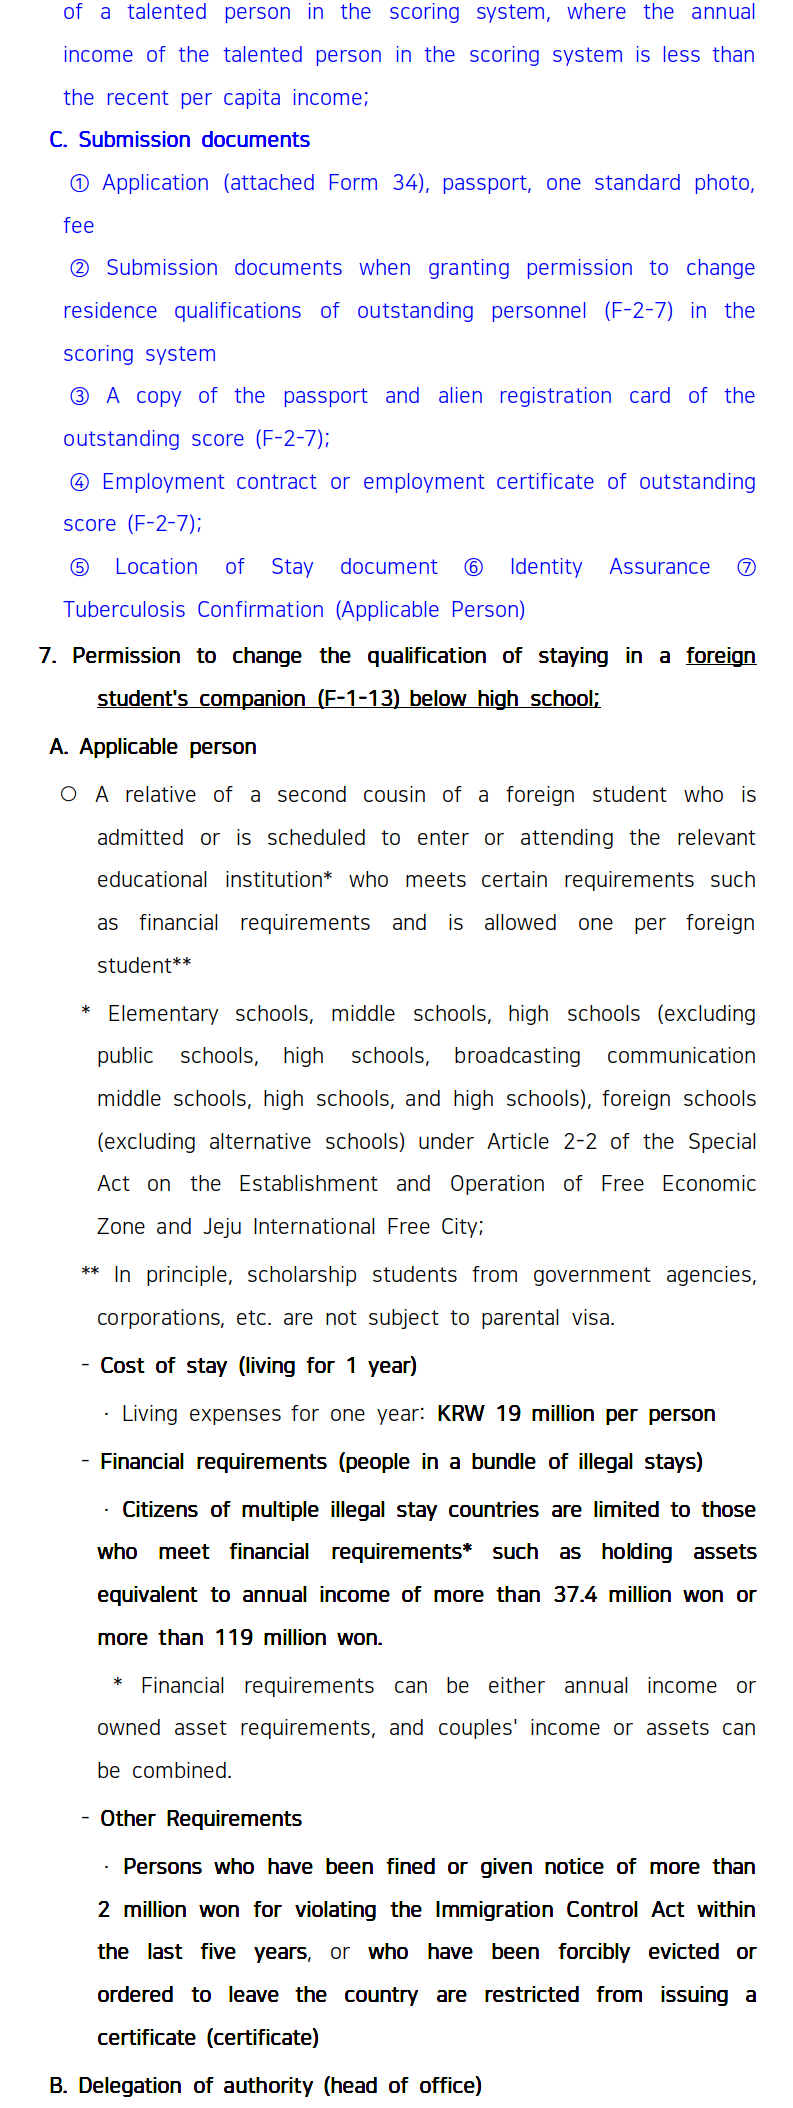 of a talented person in the scoring system, where the annual
income of the talented person in the scoring system is less than
the recent per capita income;
C. Submission documents
① Application (attached Form 34), passport, one standard photo,
fee
② Submission documents when granting permission to change
residence qualifications of outstanding personnel (F-2-7) in the
scoring system
③ A copy of the passport and alien registration card of the
outstanding score (F-2-7);
④ Employment contract or employment certificate of outstanding
score (F-2-7);
⑤ Location of Stay document ⑥ Identity Assurance ⑦
Tuberculosis Confirmation (Applicable Person)
7. Permission to change the qualification of staying in a foreign
student's companion (F-1-13) below high school;
A. Applicable person
○ A relative of a second cousin of a foreign student who is
admitted or is scheduled to enter or attending the relevant
educational institution* who meets certain requirements such
as financial requirements and is allowed one per foreign
student**
* Elementary schools, middle schools, high schools (excluding
public schools, high schools, broadcasting communication
middle schools, high schools, and high schools), foreign schools
(excluding alternative schools) under Article 2-2 of the Special
Act on the Establishment and Operation of Free Economic
Zone and Jeju International Free City;
** In principle, scholarship students from government agencies,
corporations, etc. are not subject to parental visa.
- Cost of stay (living for 1 year)
· Living expenses for one year: KRW 19 million per person
- Financial requirements (people in a bundle of illegal stays)
· Citizens of multiple illegal stay countries are limited to those
who meet financial requirements* such as holding assets
equivalent to annual income of more than 37.4 million won or
more than 119 million won.
* Financial requirements can be either annual income or
owned asset requirements, and couples' income or assets can
be combined.
- Other Requirements
· Persons who have been fined or given notice of more than
2 million won for violating the Immigration Control Act within
the last five years, or who have been forcibly evicted or
ordered to leave the country are restricted from issuing a
certificate (certificate)
B. Delegation of authority (head of office)